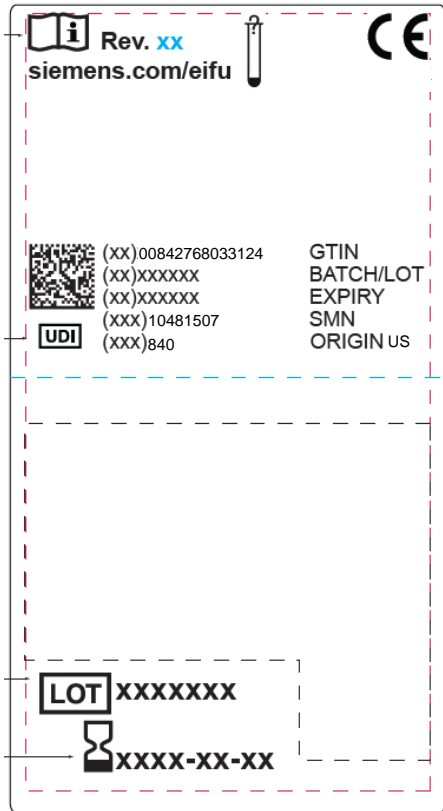 i Rev. xx
siemens.com/eifu
?
CE
(xx)00842768033124 GTIN
(xx)xxxxxx BATCH/LOT
(xx)xxxxxx EXPIRY
(xxx)10481507 SMN
UDI (xxx)840 ORIGIN US
LOT xxxxxxx
xxxx-xx-xx